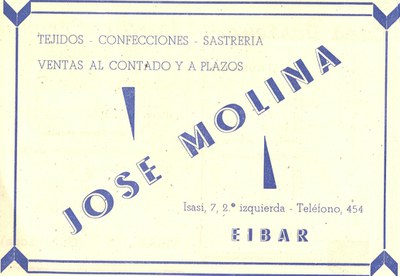 TEJIDOS - CONFECCIONES - SASTRERIA
VENTAS AL CONTADO Y A PLAZOS
JOSE MOLINA
Isasi, 7, 2.º izquierda - Teléfono, 454
EIBAR